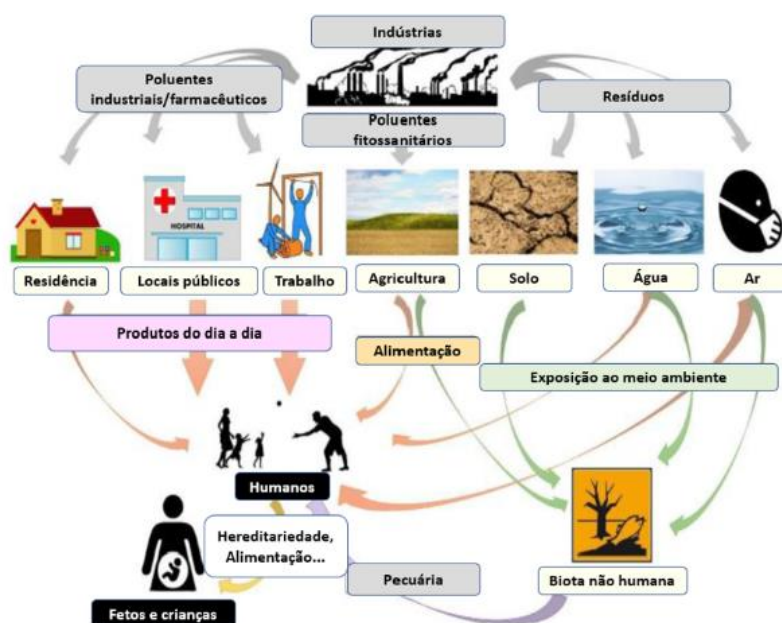 Indústrias
Poluentes
industriais/farmacêuticos
Resíduos
Poluentes
fitossanitários
HOSPITAL
Residência
Locais públicos
Trabalho
Agricultura
Solo
Água
Ar
Produtos do dia a dia
Alimentação
Exposição ao meio ambiente
Humanos
Hereditariedade,
Alimentação...
Pecuária
Biota não humana
Fetos e crianças